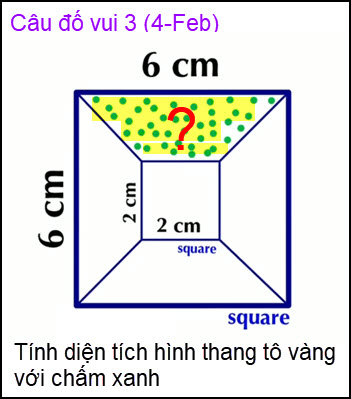 Câu đố vui 3 (4-Feb)
6 cm
?
6 cm
2 cm
2 cm
square
square
Tính diện tích hình thang tô vàng
với chấm xanh